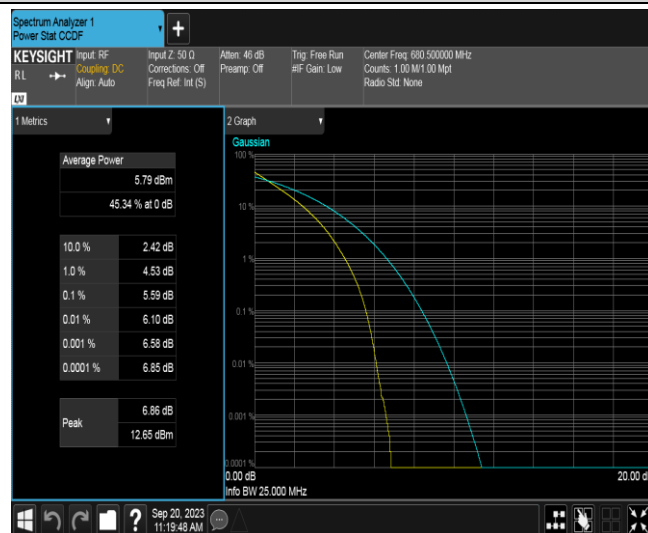 Spectrum Analyzer 1
Power Stat CCDF
+
KEYSIGHT
RL
Input: RF
Coupling: DC
Align: Auto
Input Z: 50 Ω
Corrections: Off
Freq Ref: Int (S)
Atten: 46 dB
Preamp: Off
Trig: Free Run
#IF Gain: Low
Center Freq: 680.500000 MHz
Counts: 1.00 M/1.00 Mpt
Radio Std: None
1 Metrics
Average Power
5.79 dBm
45.34 % at 0 dB
10.0 % 2.42 dB
1.0 % 4.53 dB
0.1 % 5.59 dB
0.01 % 6.10 dB
0.001 % 6.58 dB
0.0001 % 6.85 dB
Peak
6.86 dB
12.65 dBm
2 Graph
Gaussian
100 %
10 %
1 %
0.1 %
0.01 %
0.001 %
0.0001 %
0.00 dB
20.00 d
Info BW 25.000 MHz
?
Sep 20, 2023
11:19:48 AM